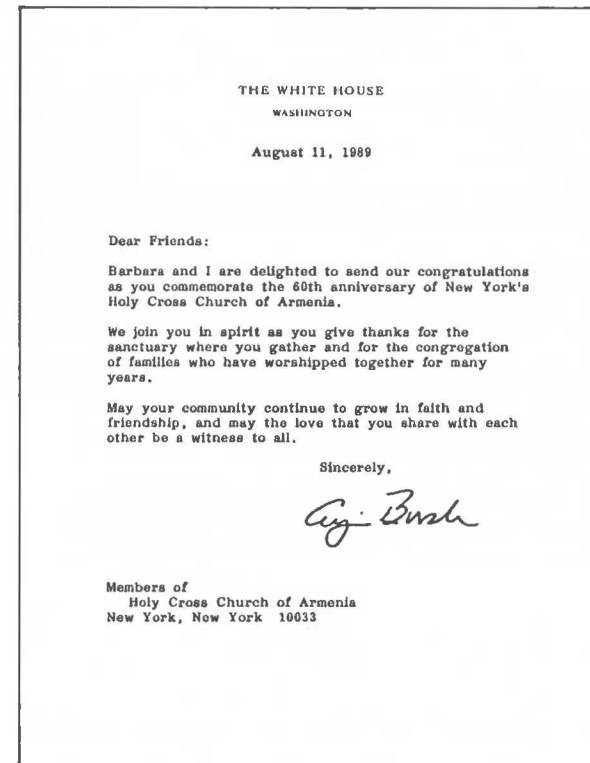 THE WHITE HOUSE
WASHINGTON
August 11, 1989
Dear Friends:
Barbara and I are delighted to send our congratulations
as you commemorate the 60th anniversary of New York's
Holy Cross Church of Armenia.
We join you in spirit as you give thanks for the
sanctuary where you gather and for the congregation
of families who have worshipped together for many
years.
May your community continue to grow in faith and
friendship, and may the love that you share with each
other be a witness to all.
Sincerely,
Bush
Members of
Holy Cross Church of Armenia
New York, New York 10033